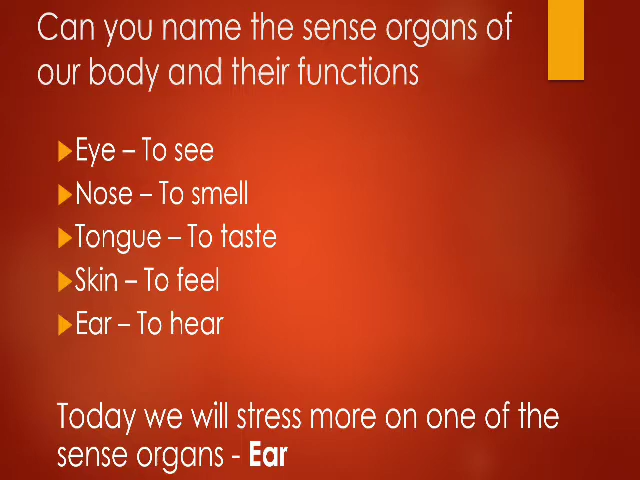 Can you name the sense organs of
our body and their functions
Eye – To see
Nose – To smell
Tongue – To taste
Skin – To feel
Ear – To hear
Today we will stress more on one of the
sense organs - Ear